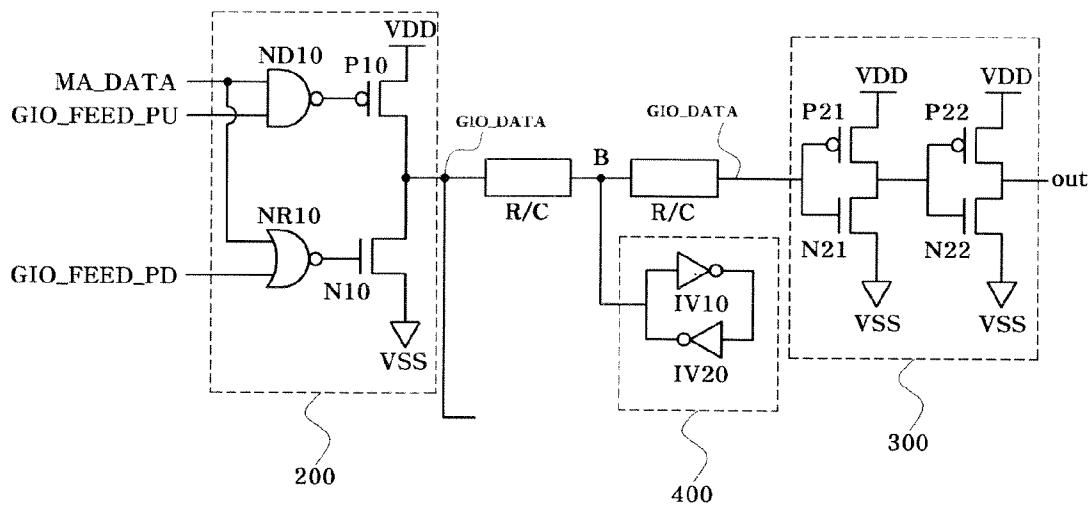 VDD
ND10
P10
MA_DATA
GIO_FEED_PU
GIO_DATA
GIO_DATA
B
R/C
R/C
NR10
GIO_FEED_PD
N10
VSS
200
IV10
IV20
400
VDD
VDD
P21
P22
out
N21
N22
VSS
VSS
300